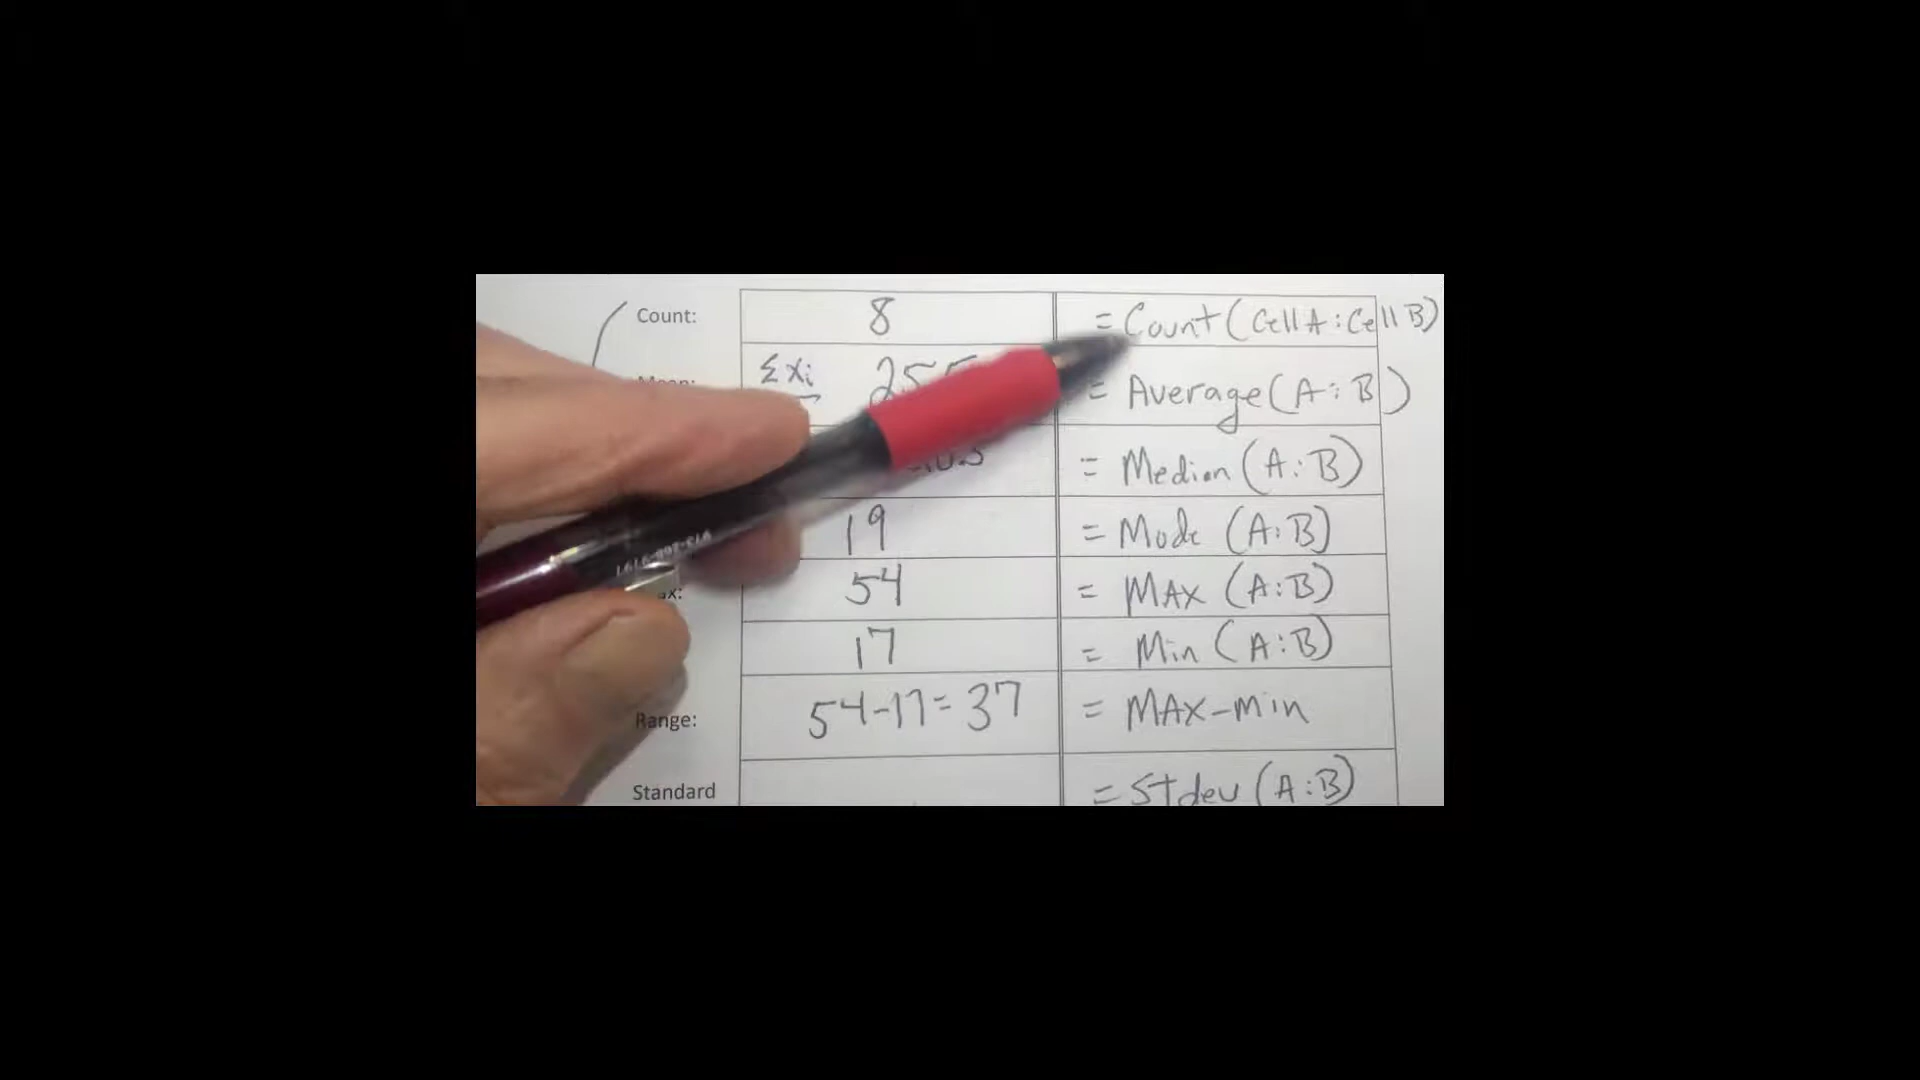 Count: 8 = Count (Cell A : Cell B)
Σxi = Average (A : B)
= Median (A : B)
19 = Mode (A : B)
54 = MAX (A : B)
17 = Min (A : B)
Range: 54-17 = 37 = MAX-min
Standard = Stdev (A : B)